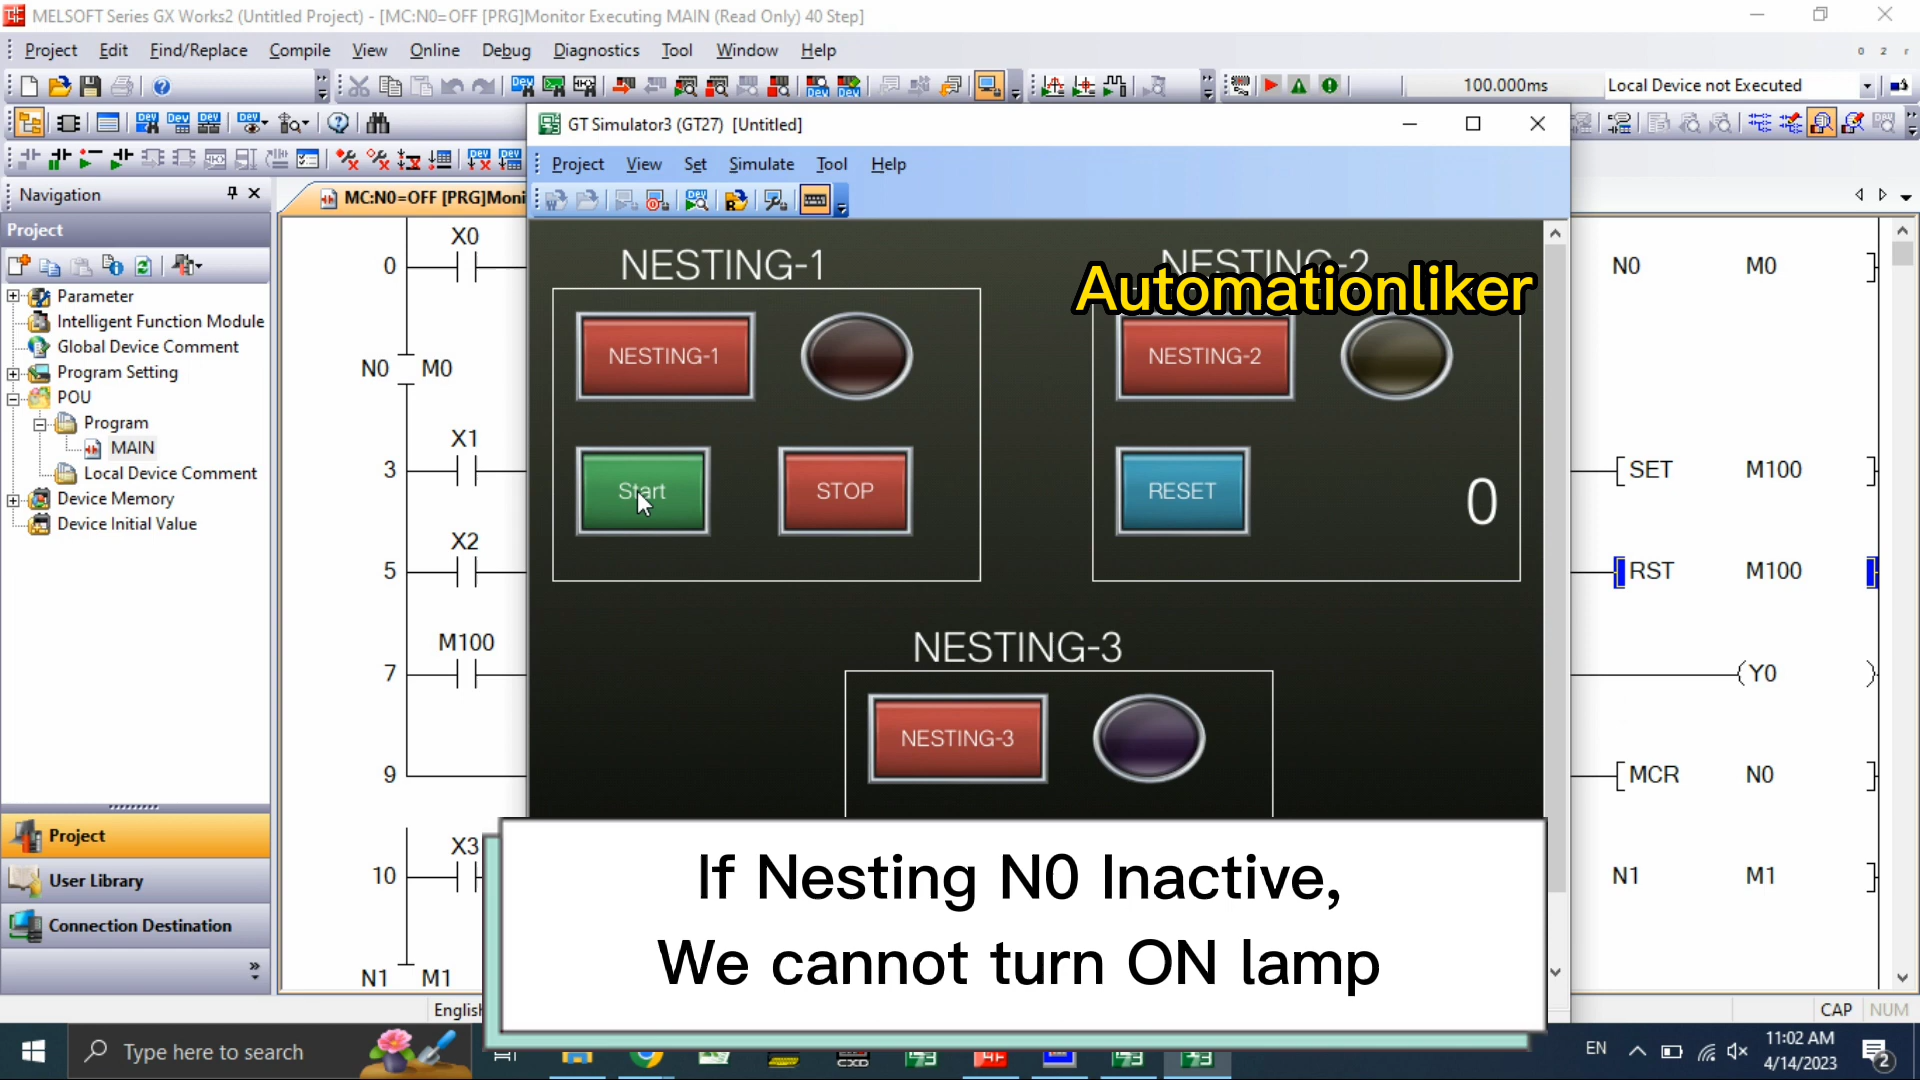 MELSOFT Series GX Works2 (Untitled Project) - [MC:N0=OFF [PRG]Monitor Executing MAIN (Read Only) 40 Step]
Project Edit Find/Replace Compile View Online Debug Diagnostics Tool Window Help
100.000ms Local Device not Executed
Navigation
MC:N0=OFF [PRG]Moni
Project
Parameter
Intelligent Function Module
Global Device Comment
Program Setting
POU
Program
MAIN
Local Device Comment
Device Memory
Device Initial Value
Project
User Library
Connection Destination
X0
0
N0 M0
N0 M0
X1
3
SET M100
X2
5
RST M100
M100
7
Y0
9
MCR N0
X3
10
N1 M1
N1 M1
GT Simulator3 (GT27) [Untitled]
Project View Set Simulate Tool Help
NESTING-1
NESTING-1
Start STOP
NESTING-2
Automationliker
NESTING-2
RESET 0
NESTING-3
NESTING-3
If Nesting N0 Inactive,
We cannot turn ON lamp
English
CAP NUM
Type here to search
EN
11:02 AM
4/14/2023
2